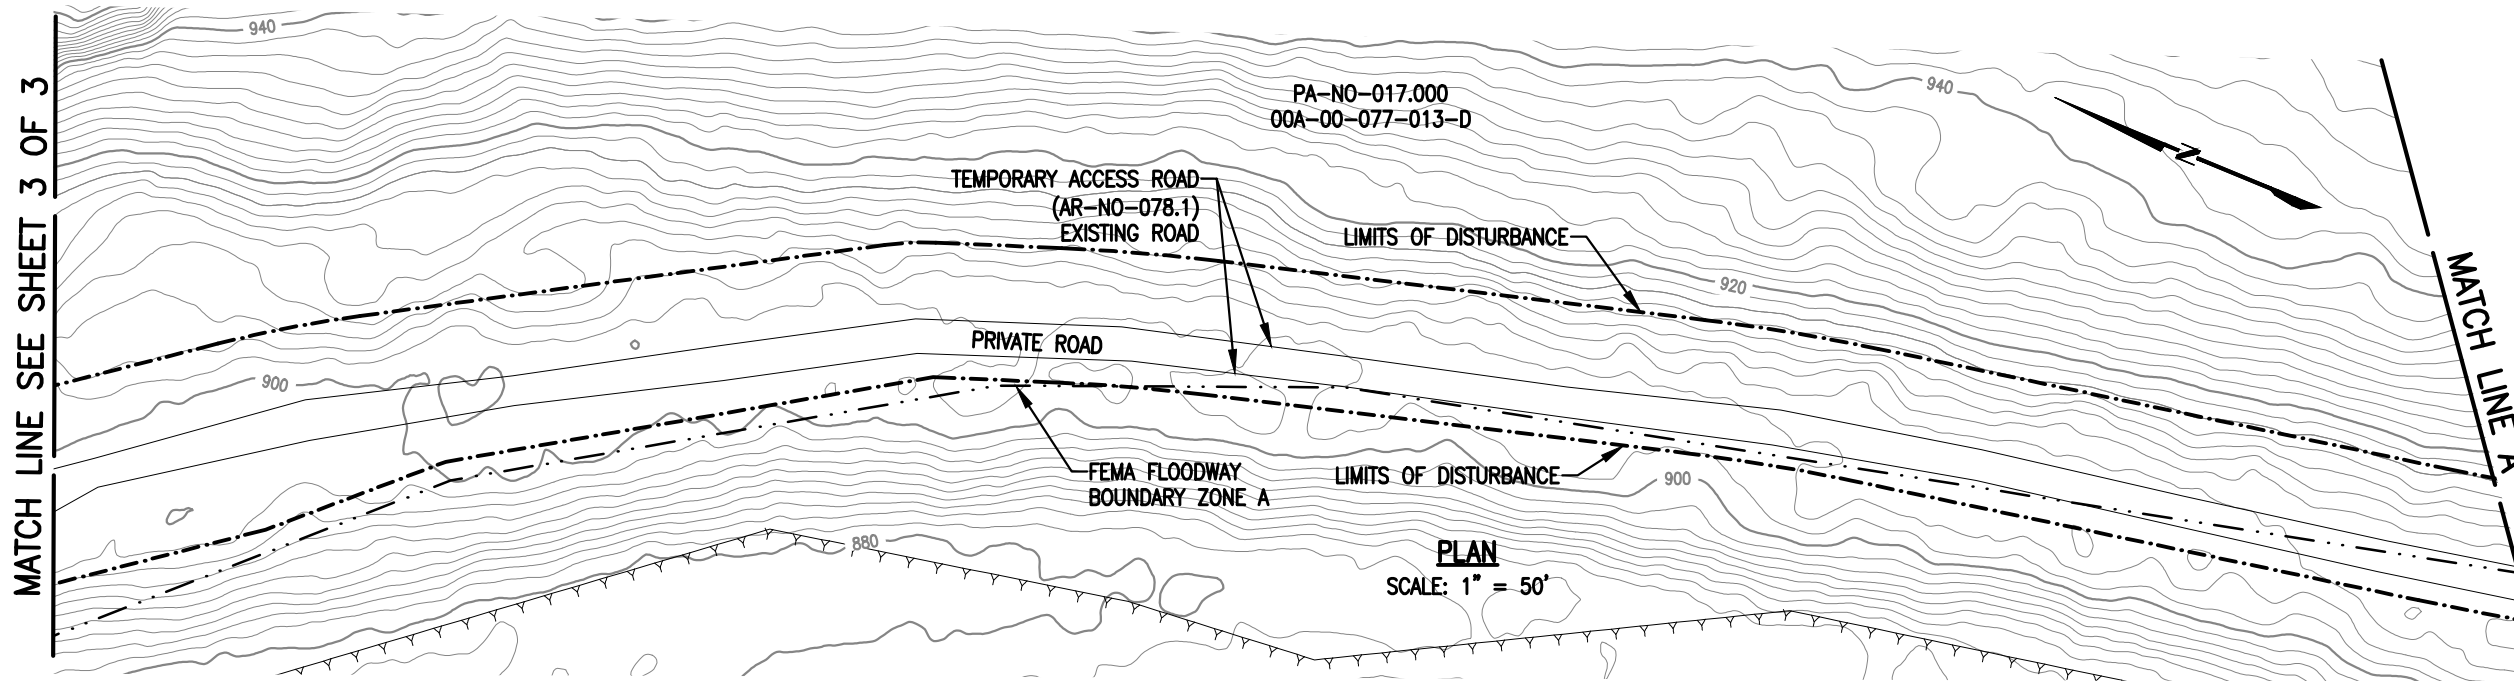 MATCH LINE SEE SHEET 3 OF 3
940
PA-NO-017.000
00A-00-077-013-D
940
N
TEMPORARY ACCESS ROAD
(AR-NO-078.1)
EXISTING ROAD
LIMITS OF DISTURBANCE
920
MATCH LINE A
PRIVATE ROAD
900
FEMA FLOODWAY
BOUNDARY ZONE A
LIMITS OF DISTURBANCE
900
880
PLAN
SCALE: 1" = 50'